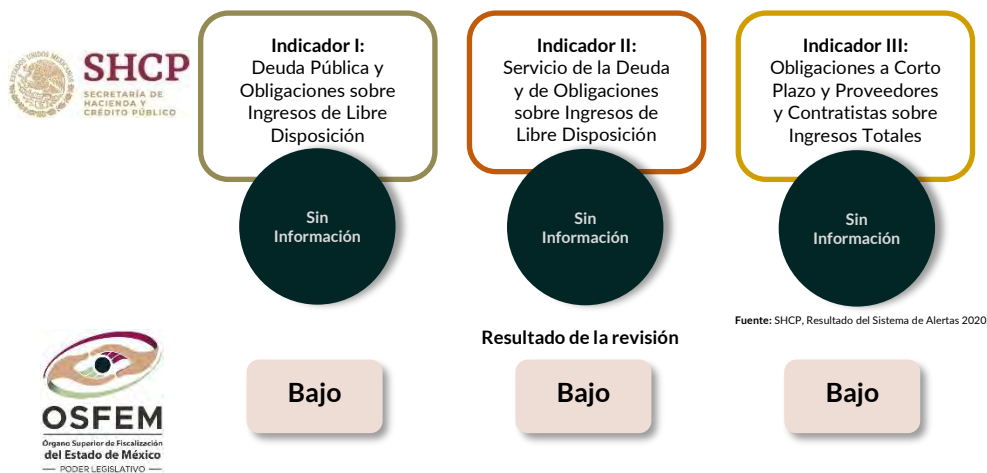 ESTADOS UNIDOS MEXICANOS
SHCP
SECRETARÍA DE
HACIENDA Y
CRÉDITO PÚBLICO
Indicador I:
Deuda Pública y
Obligaciones sobre
Ingresos de Libre
Disposición
Sin
Información
Indicador II:
Servicio de la Deuda
y de Obligaciones
sobre Ingresos de
Libre Disposición
Sin
Información
Indicador III:
Obligaciones a Corto
Plazo y Proveedores
y Contratistas sobre
Ingresos Totales
Sin
Información
Fuente: SHCP, Resultado del Sistema de Alertas 2020
Resultado de la revisión
OSFEM
Órgano Superior de Fiscalización
del Estado de México
PODER LEGISLATIVO
Bajo
Bajo
Bajo